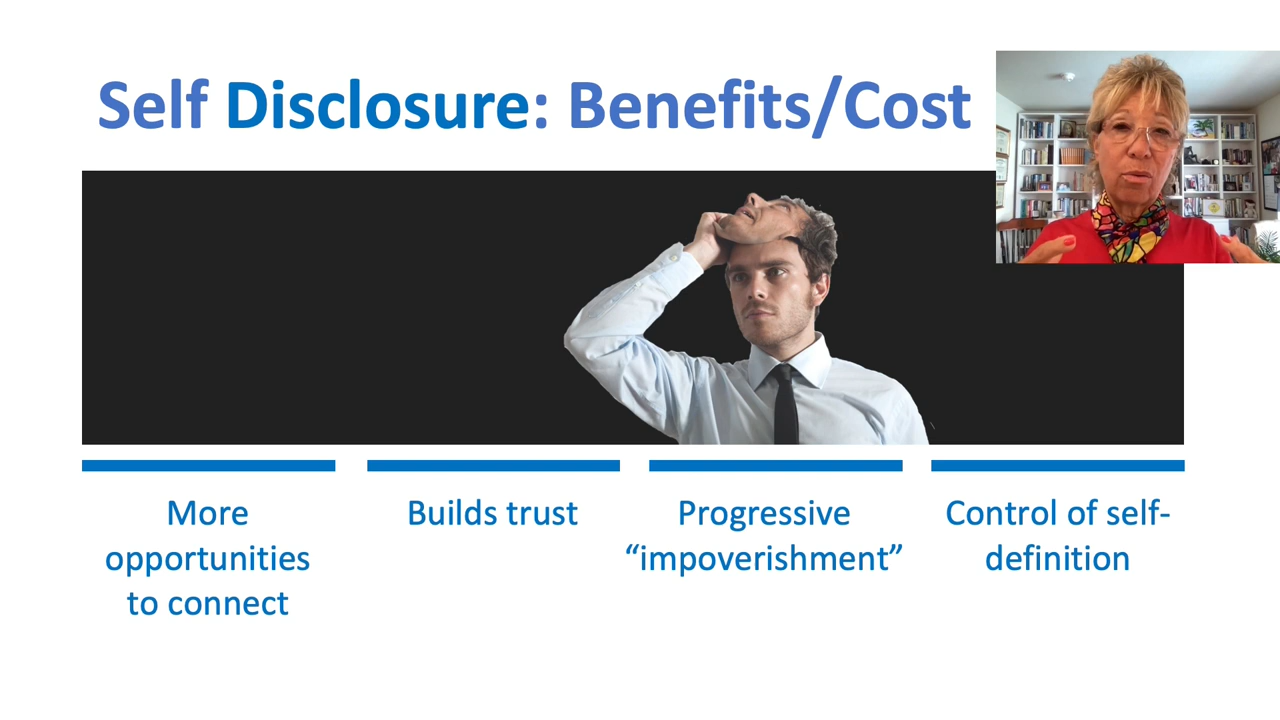 Self Disclosure: Benefits/Cost
More
opportunities
to connect
Builds trust
Progressive
“impoverishment”
Control of self-
definition